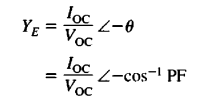 Y_E = I_OC / V_OC ∠−θ
= I_OC / V_OC ∠−cos⁻¹ PF